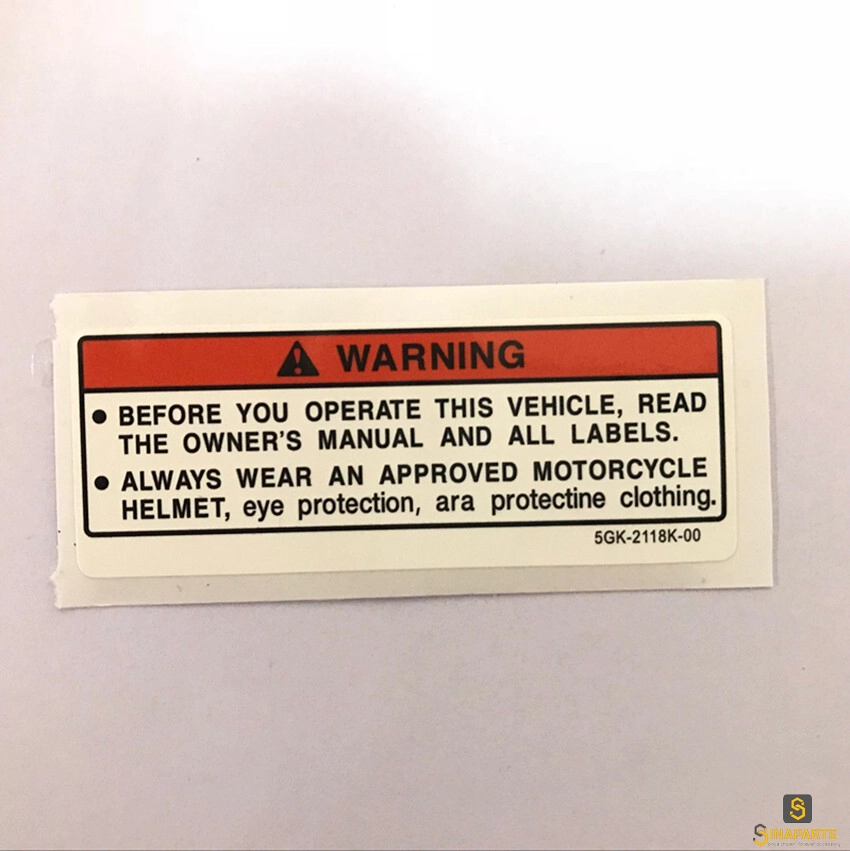 WARNING
● BEFORE YOU OPERATE THIS VEHICLE, READ
THE OWNER'S MANUAL AND ALL LABELS.
● ALWAYS WEAR AN APPROVED MOTORCYCLE
HELMET, eye protection, ara protectine clothing.
5GK-2118K-00
SINAPARTS